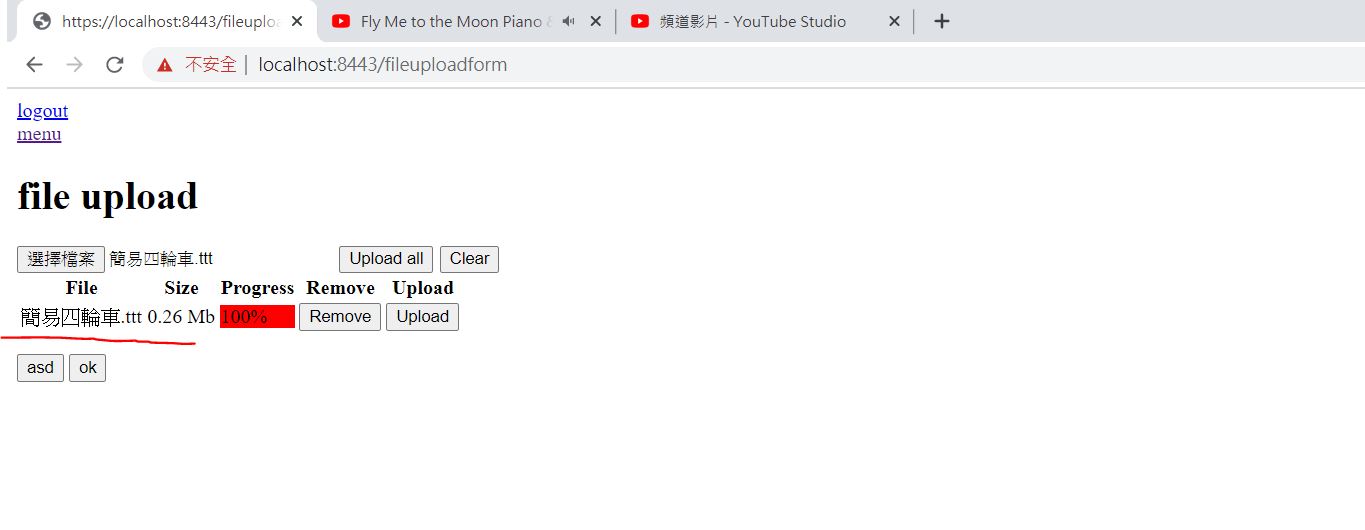 https://localhost:8443/fileuploa
Fly Me to the Moon Piano
頻道影片 - YouTube Studio
不安全 localhost:8443/fileuploadform
logout
menu
file upload
選擇檔案 簡易四輪車.ttt Upload all Clear
File Size Progress Remove Upload
簡易四輪車.ttt 0.26 Mb 100% Remove Upload
asd ok